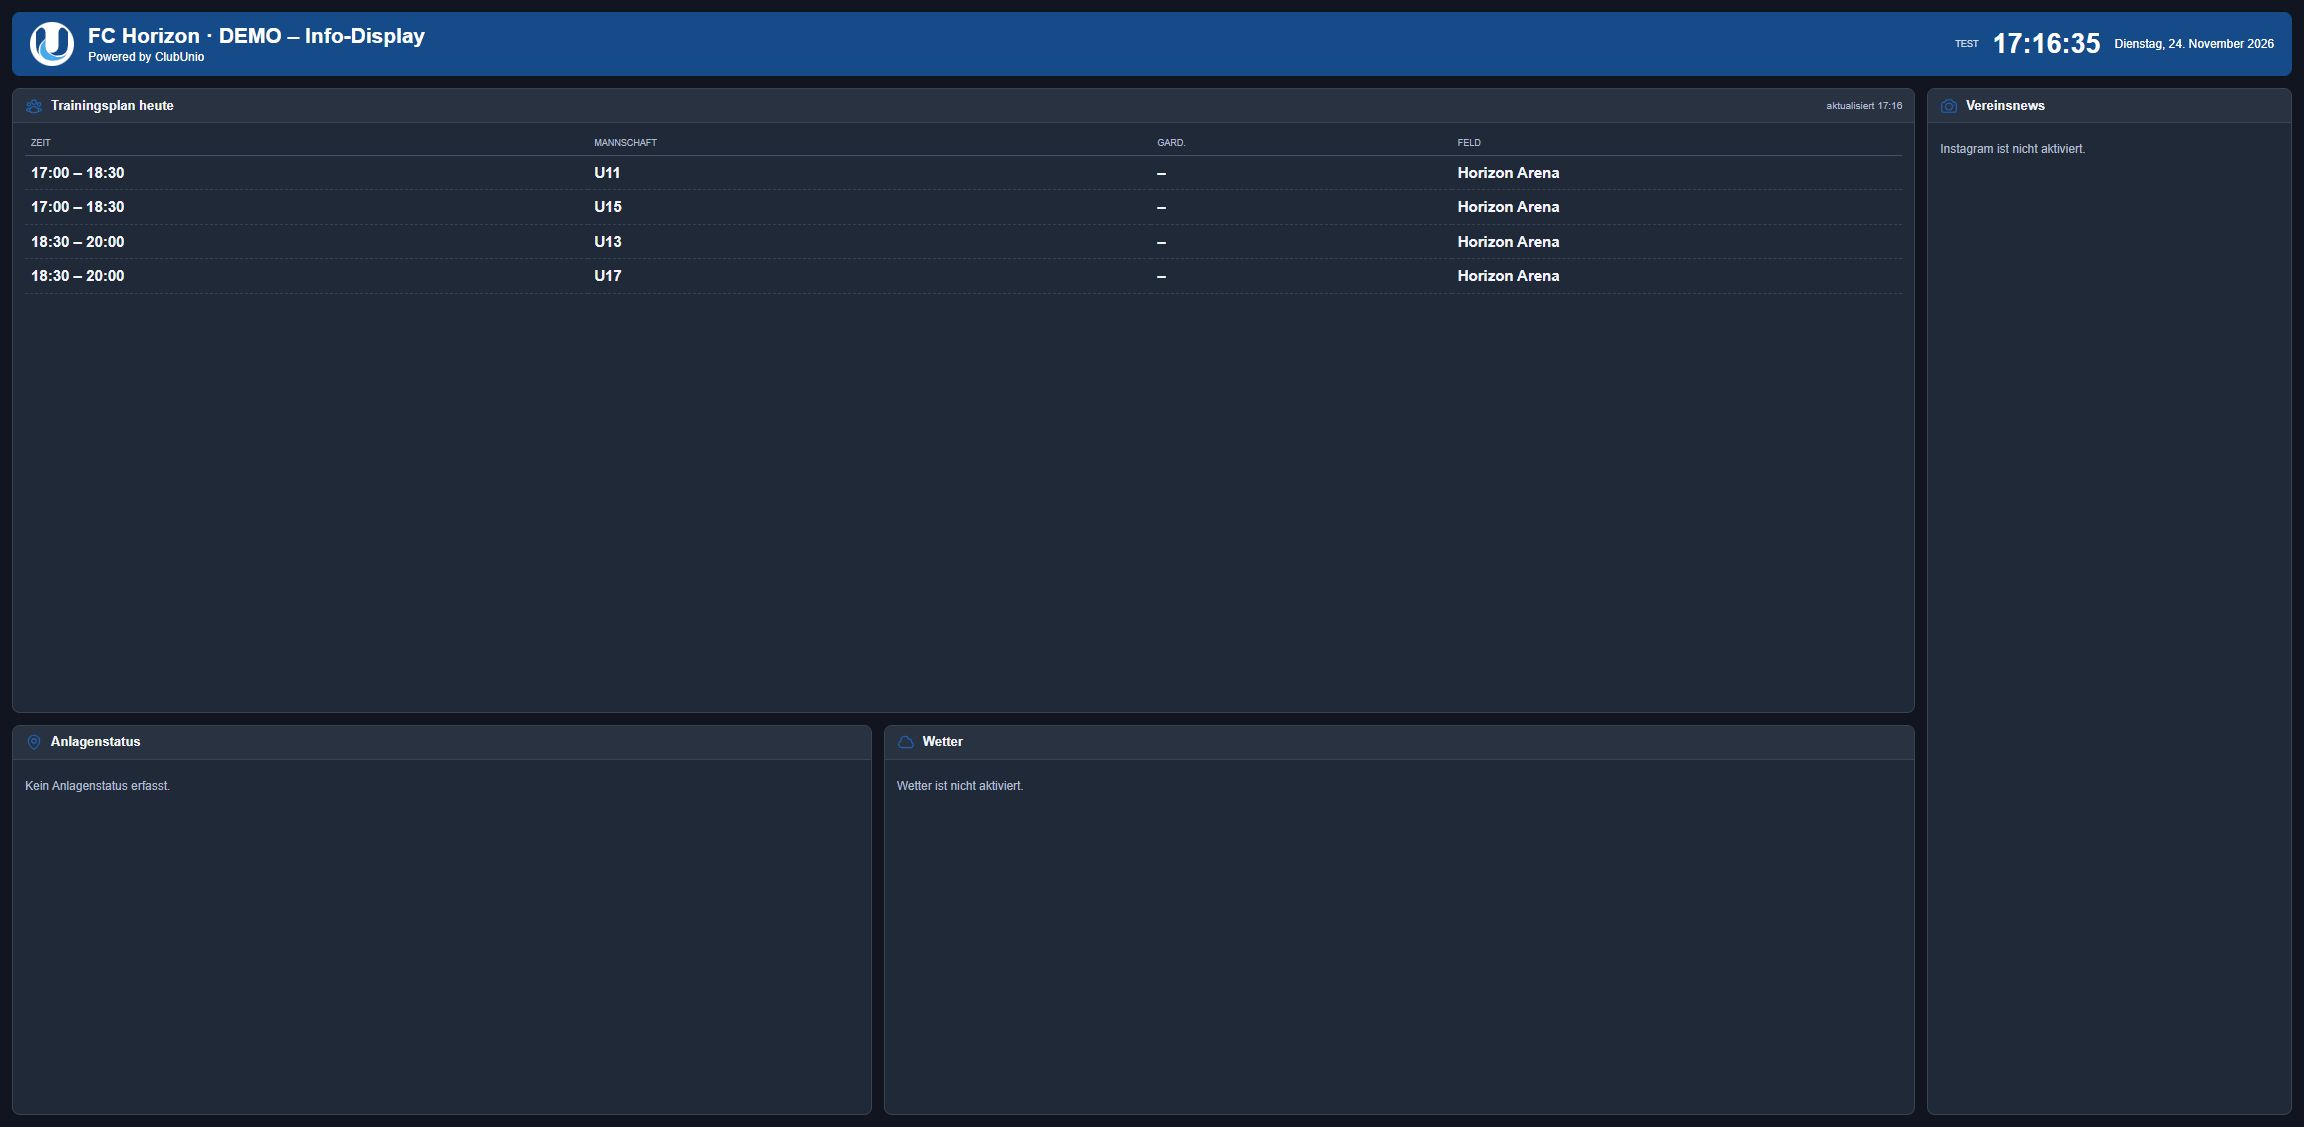 FC Horizon · DEMO – Info-Display
Powered by ClubUnio
TEST 17:16:35 Dienstag, 24. November 2026
Trainingsplan heute aktualisiert 17:16
ZEIT MANNSCHAFT GARD. FELD
17:00 – 18:30 U11 – Horizon Arena
17:00 – 18:30 U15 – Horizon Arena
18:30 – 20:00 U13 – Horizon Arena
18:30 – 20:00 U17 – Horizon Arena
Vereinsnews
Instagram ist nicht aktiviert.
Anlagenstatus
Kein Anlagenstatus erfasst.
Wetter
Wetter ist nicht aktiviert.